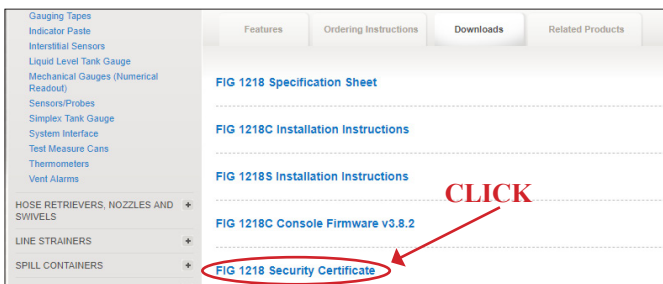 Gauging Tapes
Indicator Paste
Interstitial Sensors
Liquid Level Tank Gauge
Mechanical Gauges (Numerical
Readout)
Sensors/Probes
Simplex Tank Gauge
System Interface
Test Measure Cans
Thermometers
Vent Alarms
HOSE RETRIEVERS, NOZZLES AND +
SWIVELS
LINE STRAINERS +
SPILL CONTAINERS +
Features Ordering Instructions Downloads Related Products
FIG 1218 Specification Sheet
FIG 1218C Installation Instructions
FIG 1218S Installation Instructions
CLICK
FIG 1218C Console Firmware v3.8.2
FIG 1218 Security Certificate